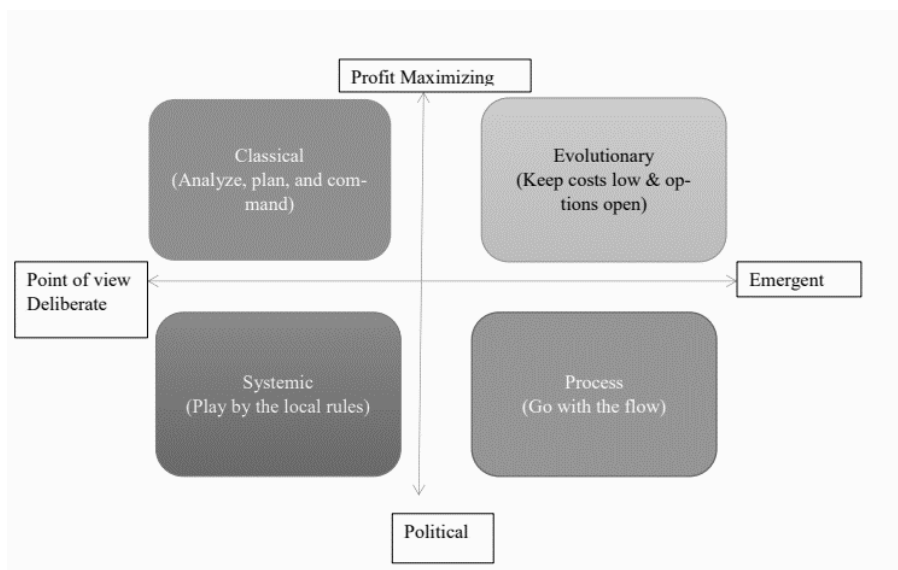 Profit Maximizing
Classical
(Analyze, plan, and com-
mand)
Evolutionary
(Keep costs low & op-
tions open)
Point of view
Deliberate
Emergent
Systemic
(Play by the local rules)
Process
(Go with the flow)
Political